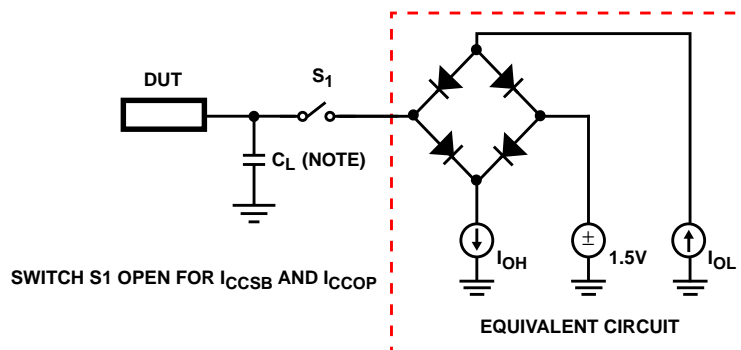 DUT
S1
CL (NOTE)
IOH
±
1.5V
IOL
SWITCH S1 OPEN FOR ICCSB AND ICCOP
EQUIVALENT CIRCUIT